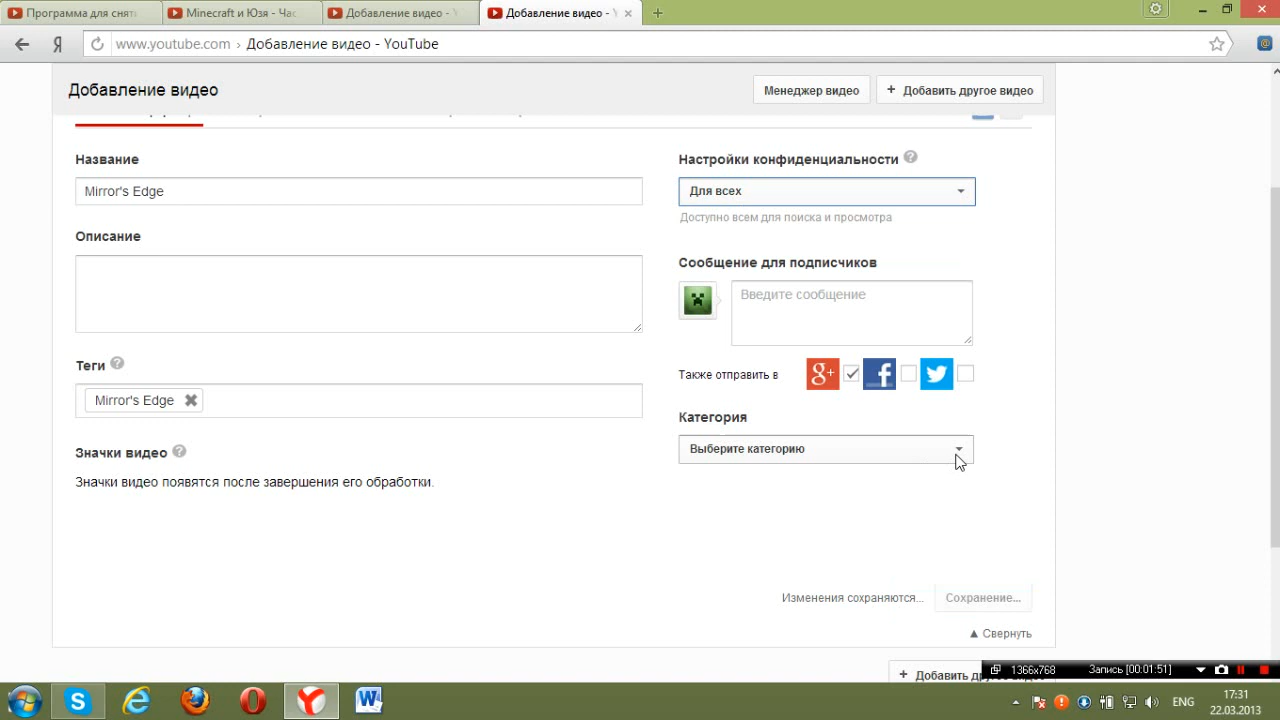 Программа для снят
Minecraft и Юзя - Час
Добавление видео - Y
Добавление видео - Y
Я
www.youtube.com › Добавление видео - YouTube
Добавление видео
Менеджер видео
+ Добавить другое видео
Название
Mirror's Edge
Описание
Теги ?
Mirror's Edge
Значки видео ?
Значки видео появятся после завершения его обработки.
Настройки конфиденциальности ?
Для всех
Доступно всем для поиска и просмотра
Сообщение для подписчиков
Введите сообщение
Также отправить в
g+
f
Категория
Выберите категорию
Изменения сохраняются...
Сохранение...
▲ Свернуть
+ Добавить
1366x768
Запись [00:01:51]
S
e
O
Y
W
ENG
17:31
22.03.2013